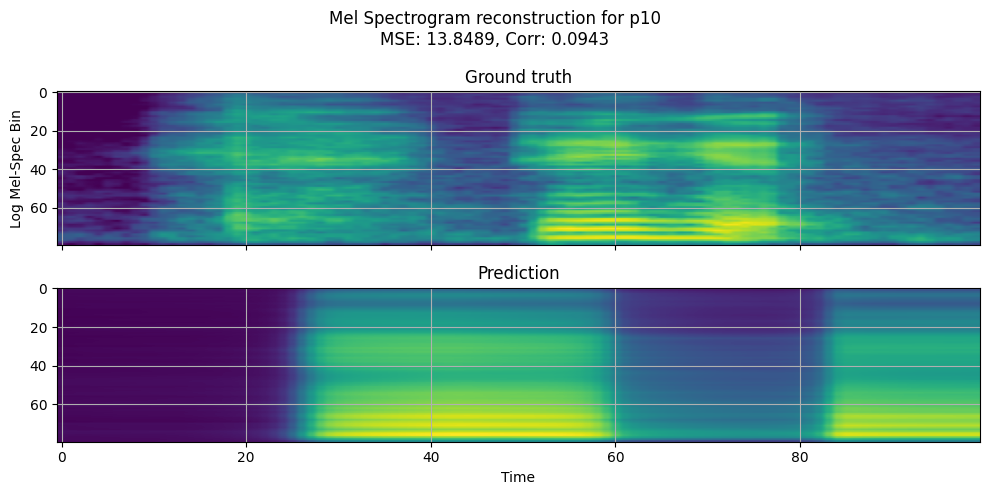 Mel Spectrogram reconstruction for p10
MSE: 13.8489, Corr: 0.0943
Ground truth
0
20
40
60
Log Mel-Spec Bin
Prediction
0
20
40
60
0 20 40 60 80
Time